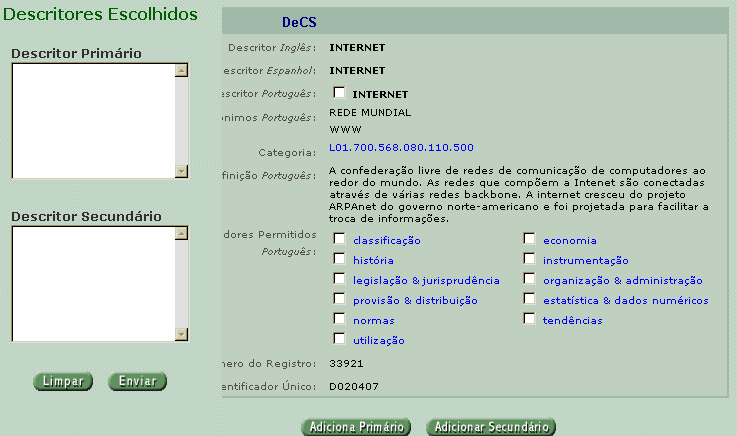 Descritores Escolhidos
Descritor Primário
Descritor Secundário
Limpar Enviar
DeCS
Descritor Inglês: INTERNET
escritor Espanhol: INTERNET
escritor Português: INTERNET
ônimos Português: REDE MUNDIAL
WWW
Categoria: L01.700.568.080.110.500
finição Português: A confederação livre de redes de comunicação de computadores ao
redor do mundo. As redes que compõem a Intenet são conectadas
através de várias redes backbone. A internet cresceu do projeto
ARPAnet do governo norte-americano e foi projetada para facilitar a
troca de informações.
dores Permitidos
Português:
classificação economia
história instrumentação
legislação & jurisprudência organização & administração
provisão & distribuição estatística & dados numéricos
normas tendências
utilização
ero do Registro: 33921
entificador Único: D020407
Adiciona Primário Adicionar Secundário